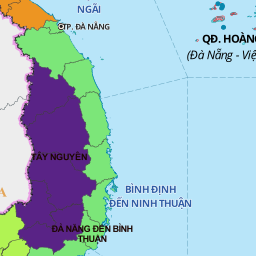 NGÃI
TP. ĐÀ NẴNG
QĐ. HOÀNG
(Đà Nẵng - Việ
TÂY NGUYÊN
BÌNH ĐỊNH
ĐẾN NINH THUẬN
ĐÀ NẴNG ĐẾN BÌNH
THUẬN